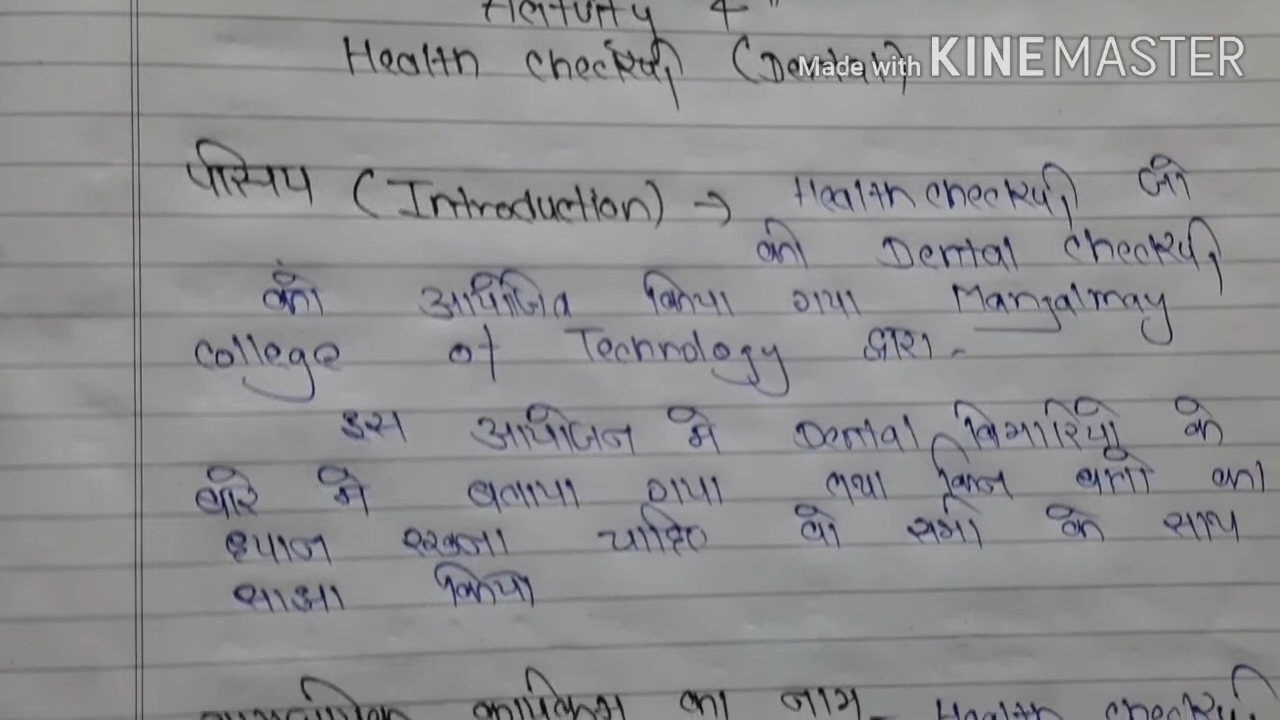 Activity 4"
Health checkup (Dental)
Made with KINEMASTER
परिचय (Introduction) → Health checkup जो
की Dental checkup
को आयोजित किया गया Mangalmay
college of Technology द्वारा -
इस आयोजन मे Dental बिमारियो के
बारे मे बताया गया तथा किन बातो का
ध्यान रखना चाहिए वो सभी के साथ
साझा किया
सामुदायिक कार्यक्रम का नाम - Health checkup